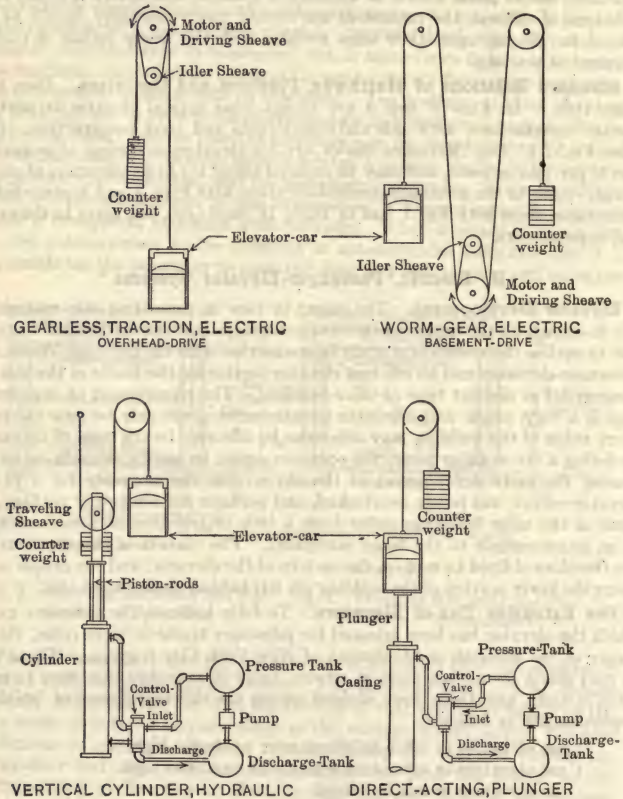 Motor and
Driving Sheave
Idler Sheave
Counter
weight
Elevator-car
GEARLESS, TRACTION, ELECTRIC
OVERHEAD-DRIVE
Idler Sheave
Counter
weight
Motor and
Driving Sheave
WORM-GEAR, ELECTRIC
BASEMENT-DRIVE
Traveling
Sheave
Counter
weight
Piston-rods
Cylinder
Control-
Valve
Inlet
Discharge
Pressure Tank
Pump
Discharge-Tank
VERTICAL CYLINDER, HYDRAULIC
Elevator-car
Counter
weight
Plunger
Casing
Control-
Valve
Inlet
Discharge
Pressure-Tank
Pump
Discharge-
Tank
DIRECT-ACTING, PLUNGER